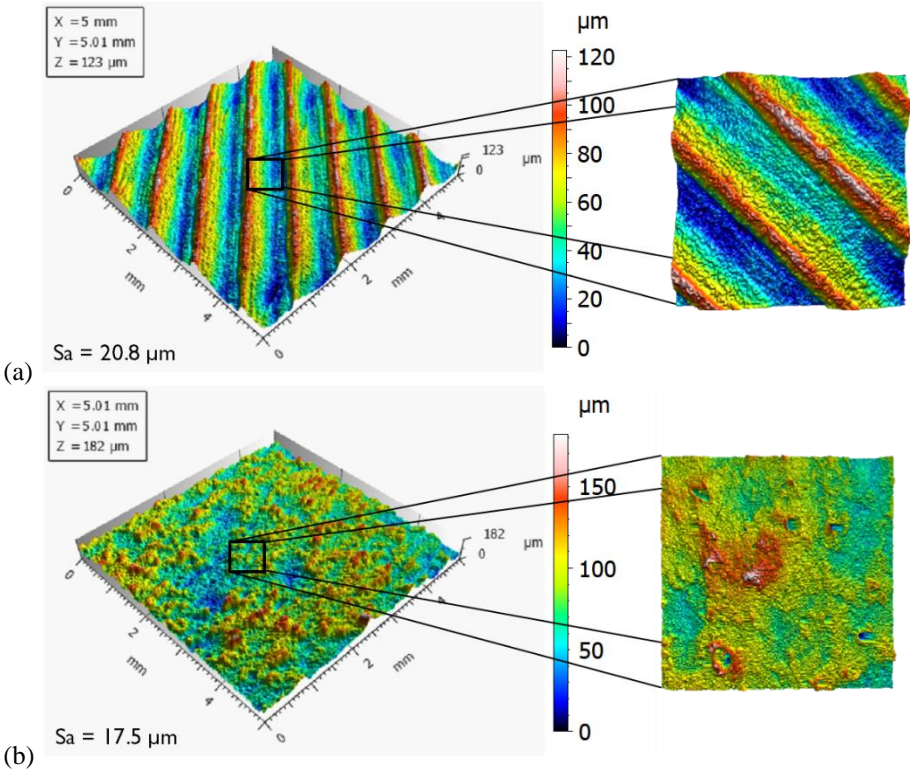 X = 5 mm
Y = 5.01 mm
Z = 123 µm
µm
120
100
80
60
40
20
0
123
0
µm
0
2
4
mm
0
2
4
mm
Sa = 20.8 µm
(a)
X = 5.01 mm
Y = 5.01 mm
Z = 182 µm
µm
150
100
50
0
182
0
µm
0
2
4
mm
0
2
4
mm
Sa = 17.5 µm
(b)